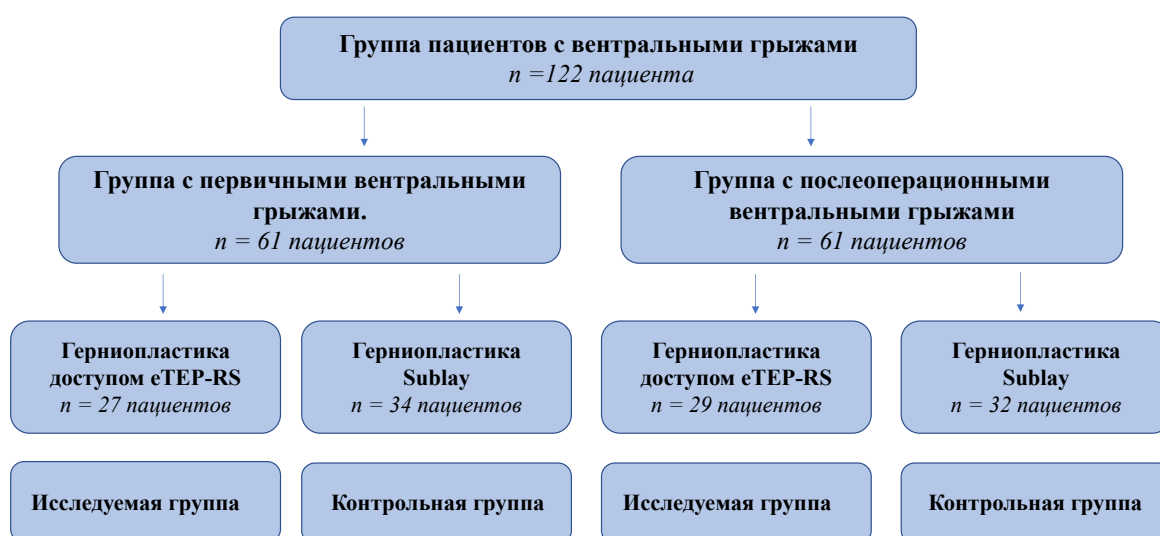 Группа пациентов с вентральными грыжами
n =122 пациента
Группа с первичными вентральными
грыжами.
n = 61 пациентов
Группа с послеоперационными
вентральными грыжами
n = 61 пациентов
Герниопластика
доступом eTEP-RS
n = 27 пациентов
Герниопластика
Sublay
n = 34 пациентов
Герниопластика
доступом eTEP-RS
n = 29 пациентов
Герниопластика
Sublay
n = 32 пациентов
Исследуемая группа
Контрольная группа
Исследуемая группа
Контрольная группа